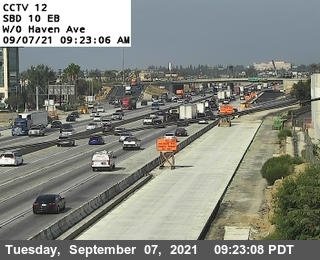 CCTV 12
SBD 10 EB
W/O Haven Ave
09/07/21 09:23:06 AM
Tuesday, September 07, 2021 09:23:08 PDT